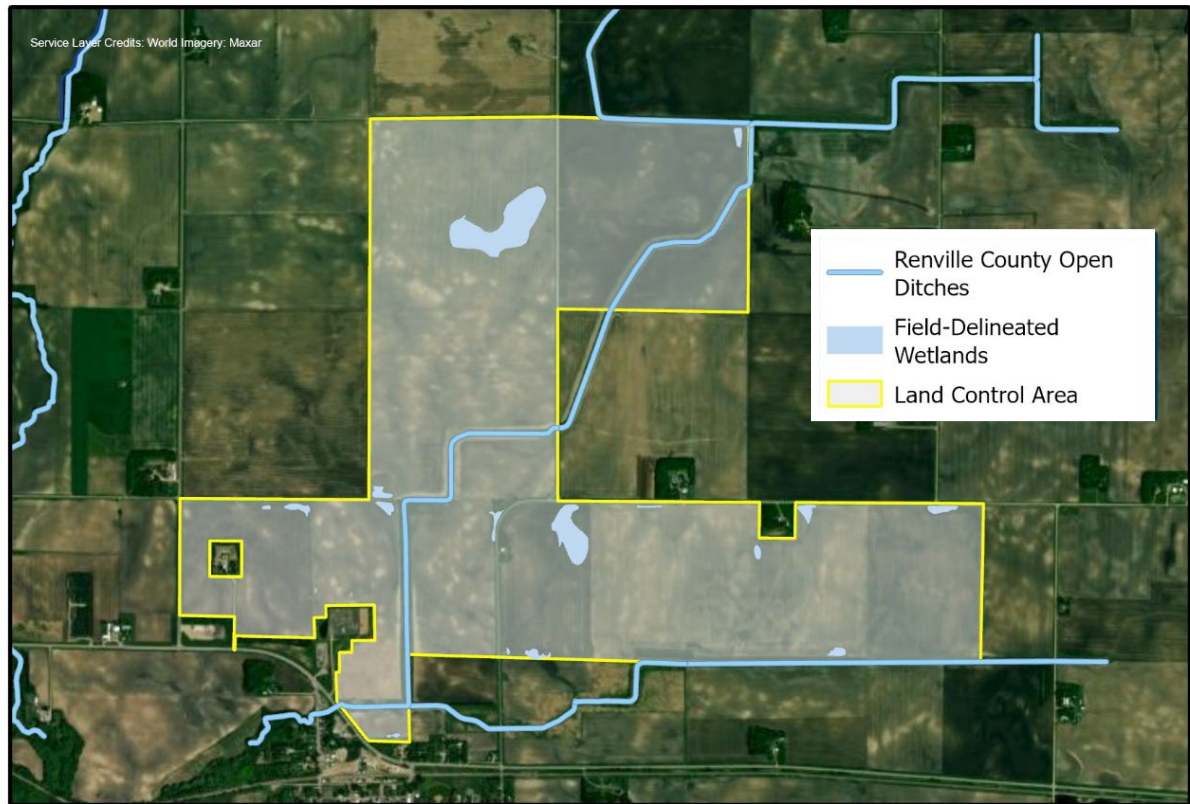 Service Layer Credits: World Imagery: Maxar
Renville County Open
Ditches
Field-Delineated
Wetlands
Land Control Area